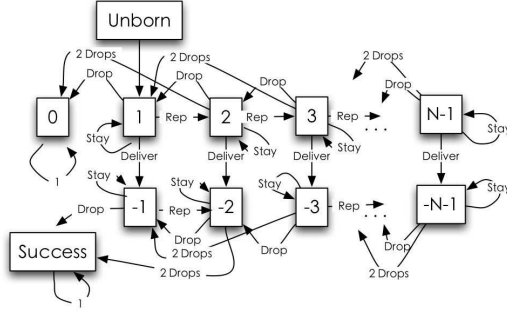 Unborn
2 Drops
2 Drops
2 Drops
Drop
Drop
Drop
Drop
0
1
Rep
2
Rep
3
Rep
...
N-1
Stay
Stay
Stay
Stay
1
Deliver
Deliver
Deliver
Deliver
Stay
Stay
Stay
Stay
-1
Rep
-2
-3
Rep
...
-N-1
Drop
Drop
Drop
Drop
Success
2 Drops
2 Drops
1